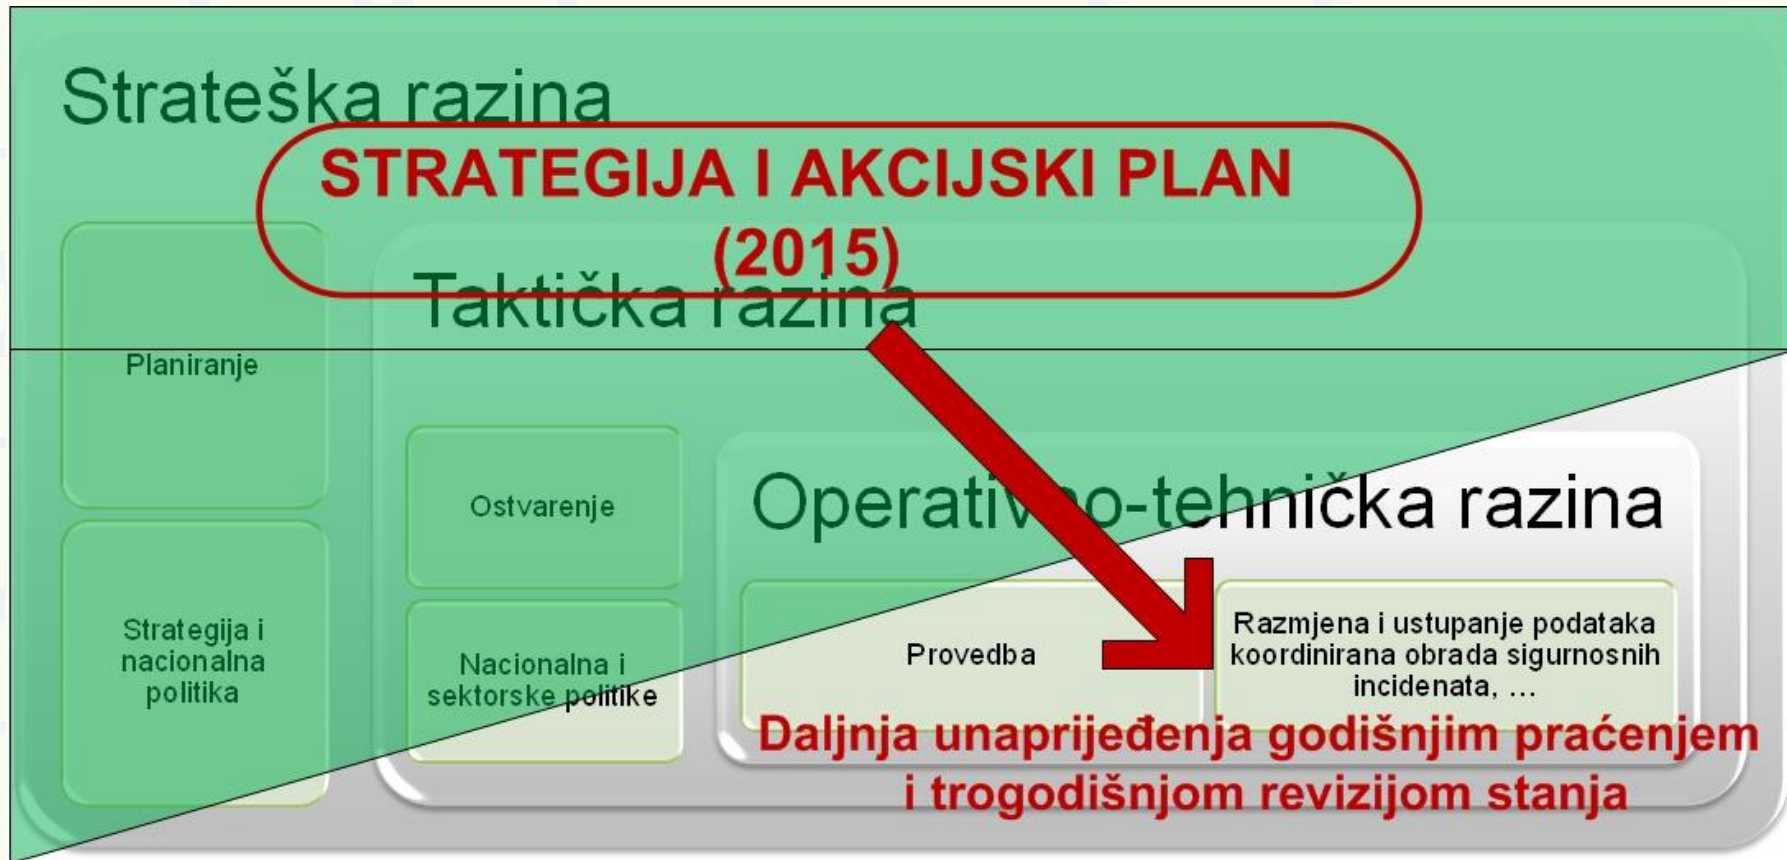 Strateška razina
STRATEGIJA I AKCIJSKI PLAN
(2015)
Taktička razina
Planiranje
Strategija i
nacionalna
politika
Ostvarenje
Nacionalna i
sektorske politike
Operativno-tehnička razina
Provedba
Razmjena i ustupanje podataka
koordinirana obrada sigurnosnih
incidenata, ...
Daljnja unaprijeđenja godišnjim praćenjem
i trogodišnjom revizijom stanja